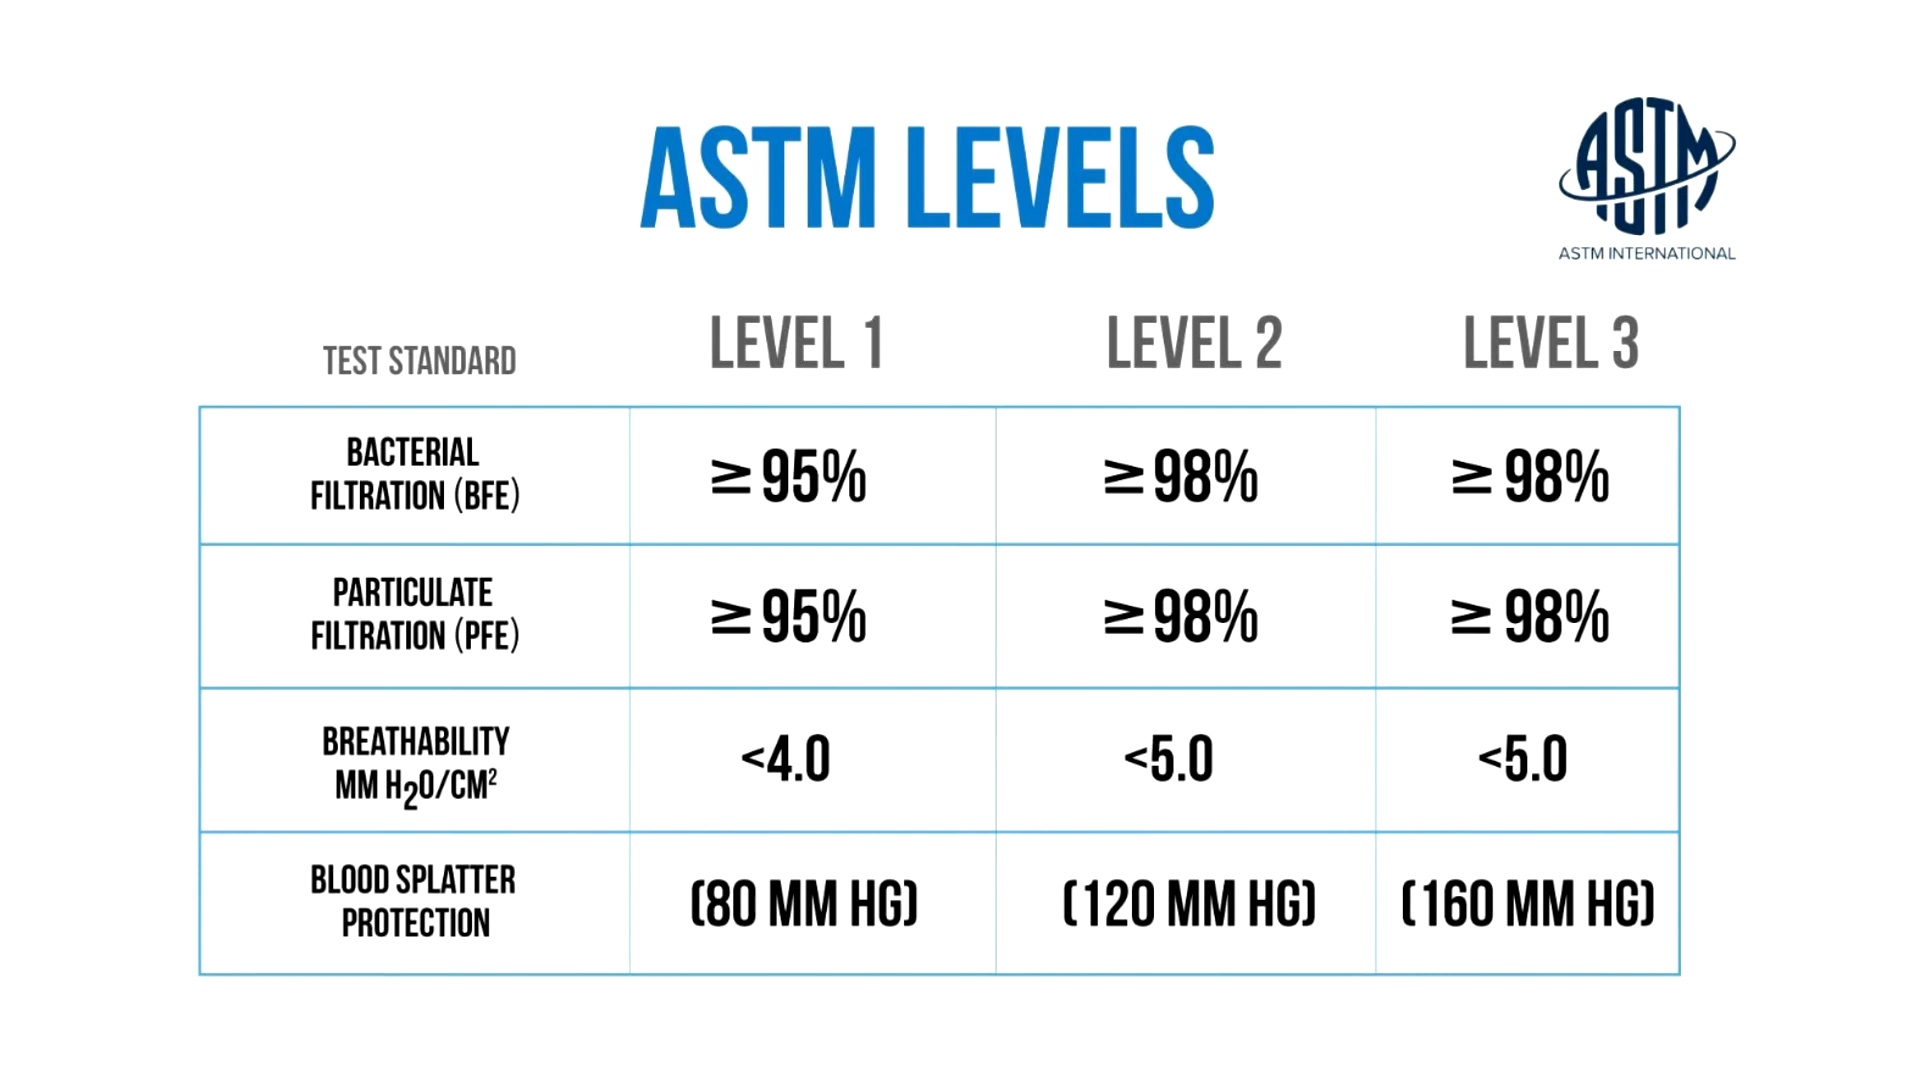 ASTM LEVELS
ASTM
ASTM INTERNATIONAL
TEST STANDARD
LEVEL 1
LEVEL 2
LEVEL 3
BACTERIAL
FILTRATION (BFE)
≥ 95%
≥ 98%
≥ 98%
PARTICULATE
FILTRATION (PFE)
≥ 95%
≥ 98%
≥ 98%
BREATHABILITY
MM H₂O/CM²
<4.0
<5.0
<5.0
BLOOD SPLATTER
PROTECTION
(80 MM HG)
(120 MM HG)
(160 MM HG)